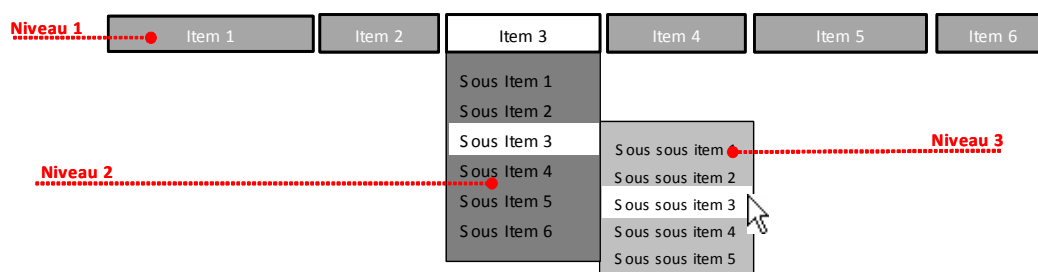 Niveau 1
Item 1
Item 2
Item 3
Item 4
Item 5
Item 6
Sous Item 1
Sous Item 2
Sous Item 3
Sous Item 4
Sous Item 5
Sous Item 6
Niveau 2
Sous sous item
Sous sous item 2
Sous sous item 3
Sous sous item 4
Sous sous item 5
Niveau 3